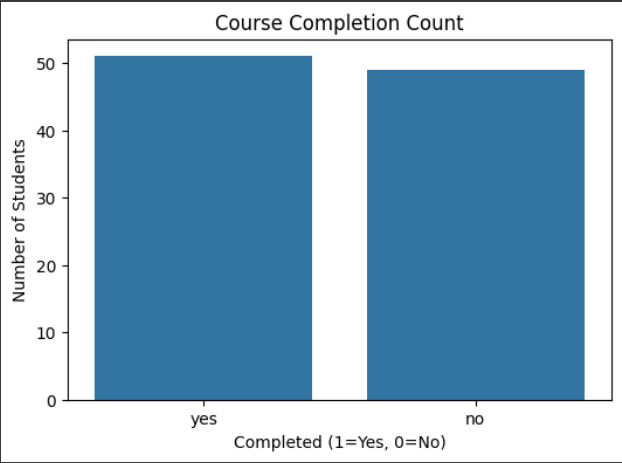 Course Completion Count
Number of Students
50
40
30
20
10
0
yes no
Completed (1=Yes, 0=No)